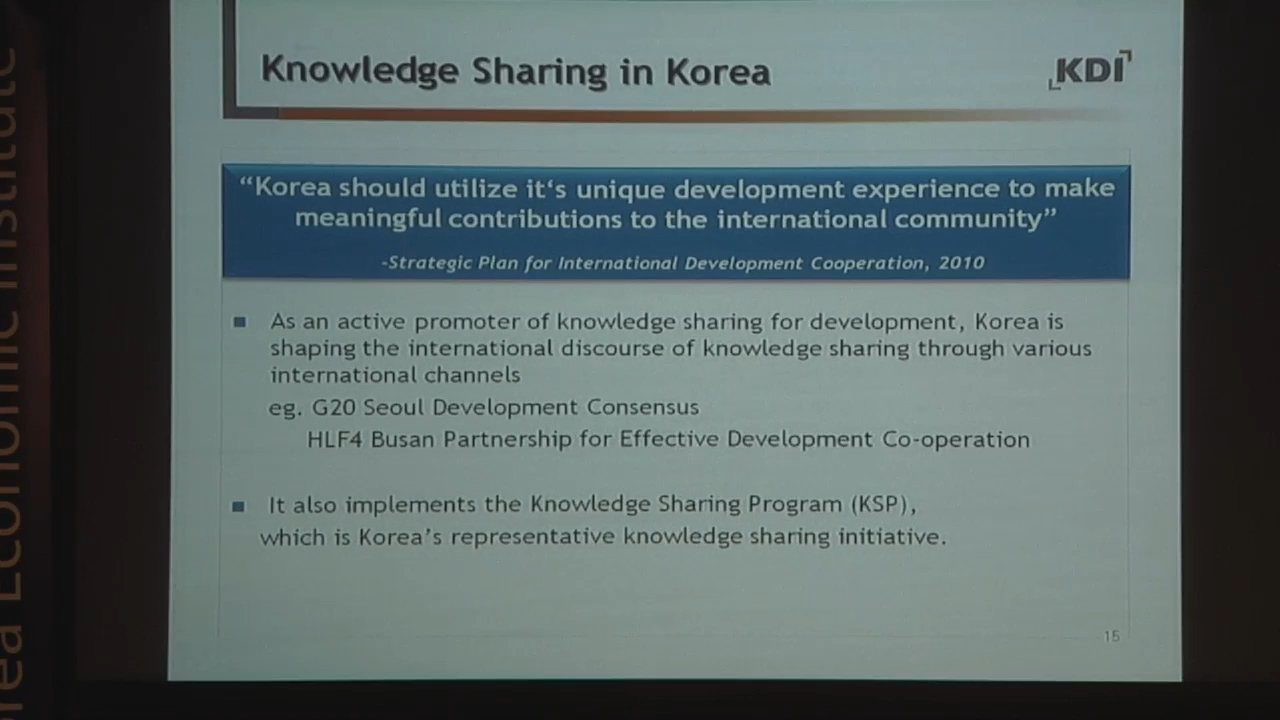 Knowledge Sharing in Korea
KDI
“Korea should utilize it‘s unique development experience to make
meaningful contributions to the international community”
-Strategic Plan for International Development Cooperation, 2010
As an active promoter of knowledge sharing for development, Korea is
shaping the international discourse of knowledge sharing through various
international channels
eg. G20 Seoul Development Consensus
HLF4 Busan Partnership for Effective Development Co-operation
It also implements the Knowledge Sharing Program (KSP),
which is Korea’s representative knowledge sharing initiative.
15
rea Economic Institute